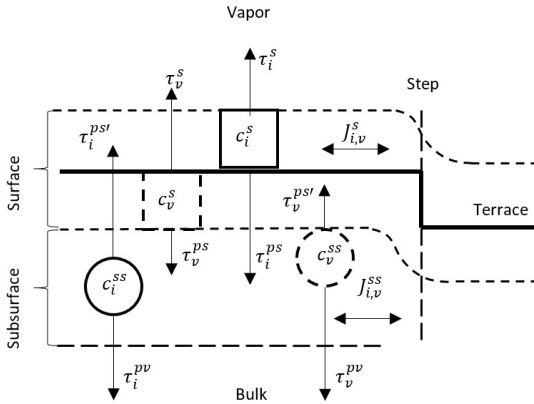 Vapor
τ_i^s
τ_v^s
Step
τ_i^{ps′}
c_i^s
J_{i,v}^s
Surface
c_v^s
τ_v^{ps′}
Terrace
τ_v^{ps}
τ_i^{ps}
c_v^{ss}
c_i^{ss}
J_{i,v}^{ss}
Subsurface
τ_i^{pv}
τ_v^{pv}
Bulk